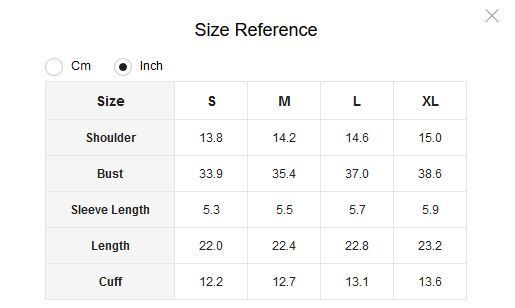 Size Reference
Cm Inch
Size S M L XL
Shoulder 13.8 14.2 14.6 15.0
Bust 33.9 35.4 37.0 38.6
Sleeve Length 5.3 5.5 5.7 5.9
Length 22.0 22.4 22.8 23.2
Cuff 12.2 12.7 13.1 13.6